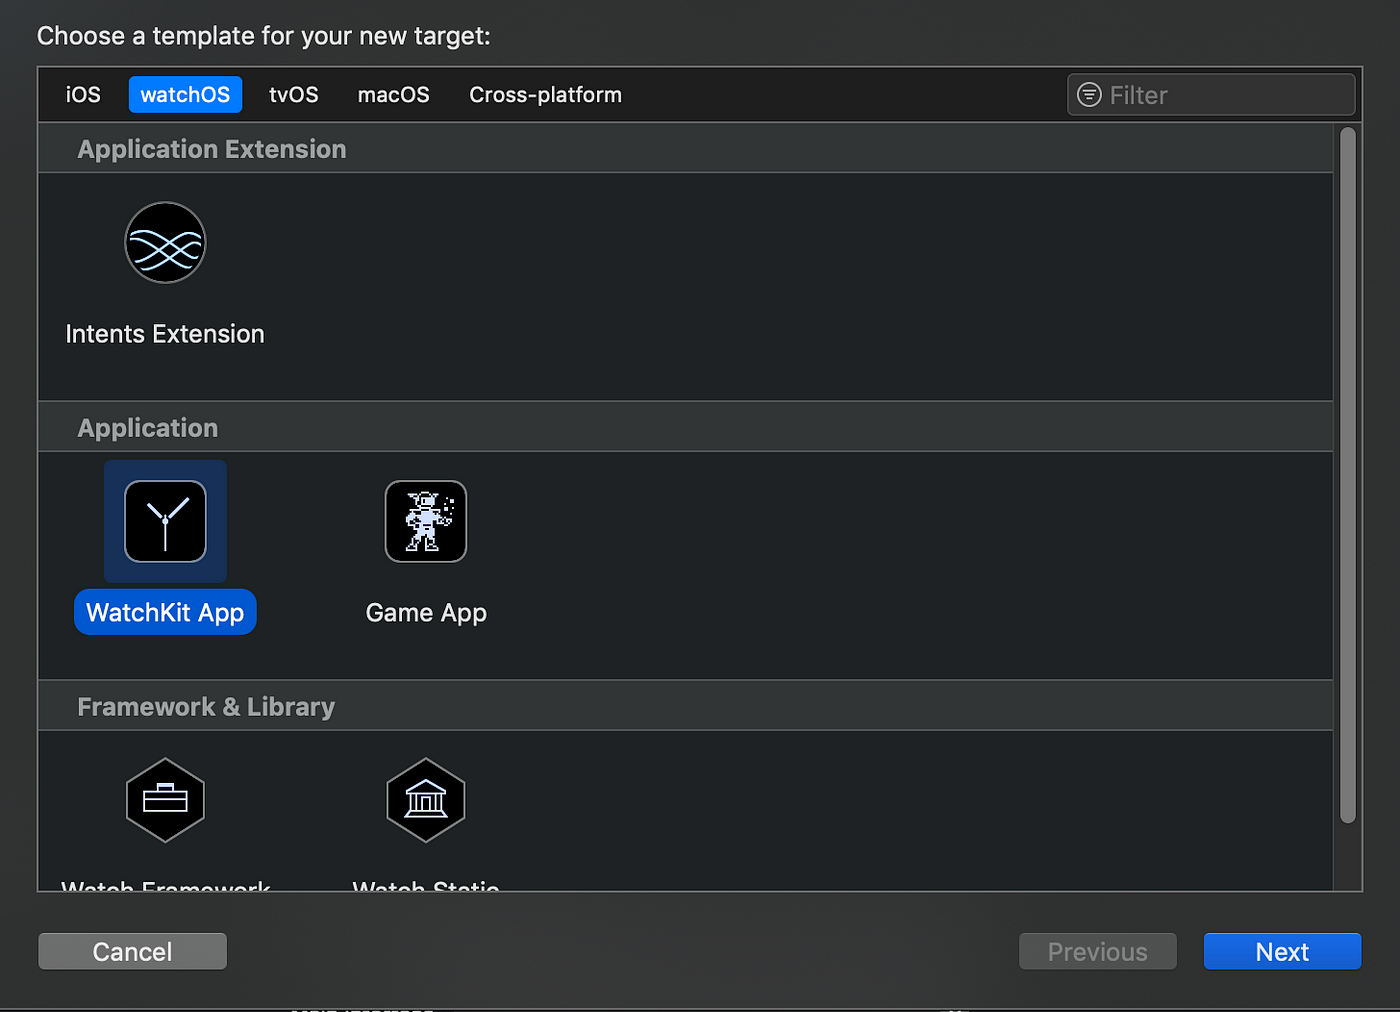 Choose a template for your new target:
iOS watchOS tvOS macOS Cross-platform Filter
Application Extension
Intents Extension
Application
WatchKit App Game App
Framework & Library
Watch Framework Watch Static
Cancel Previous Next